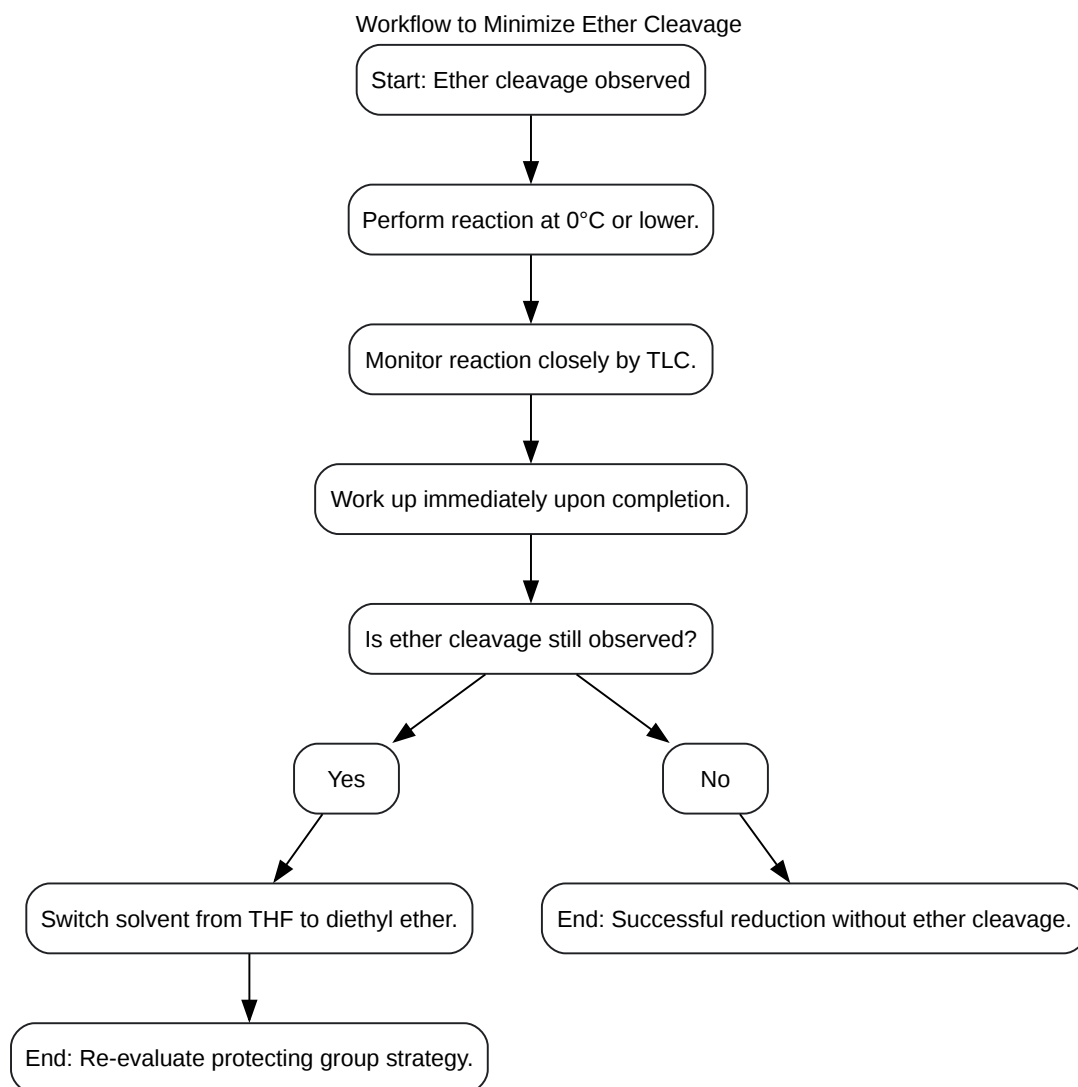 Workflow to Minimize Ether Cleavage
Start: Ether cleavage observed
Perform reaction at 0°C or lower.
Monitor reaction closely by TLC.
Work up immediately upon completion.
Is ether cleavage still observed?
Yes
No
Switch solvent from THF to diethyl ether.
End: Successful reduction without ether cleavage.
End: Re-evaluate protecting group strategy.